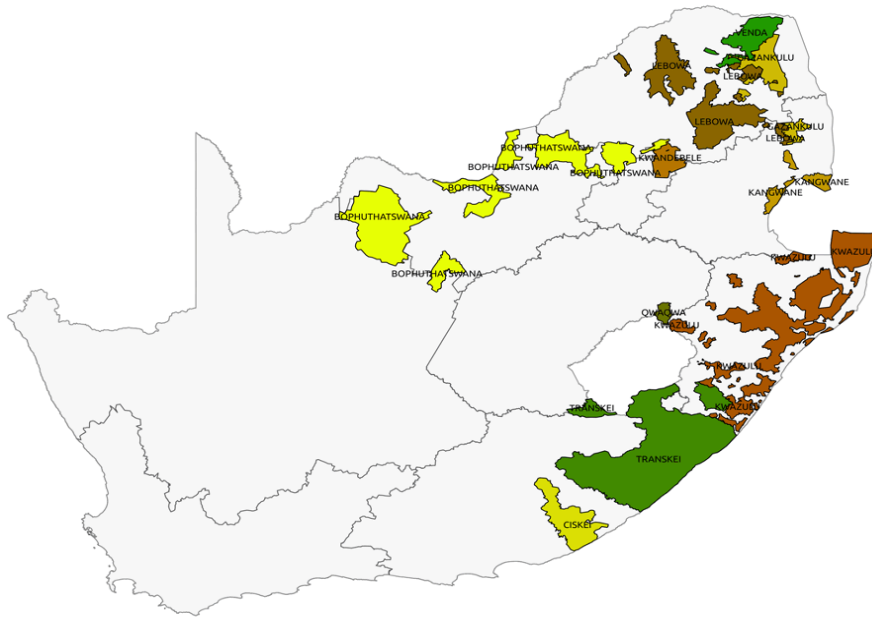 VENDA
GAZANKULU
LEBOWA
LEBOWA
LEBOWA
GAZANKULU
LEBOWA
BOPHUTHATSWANA
KWANDEBELE
BOPHUTHATSWANA
BOPHUTHATSWANA
KANGWANE
BOPHUTHATSWANA
KANGWANE
BOPHUTHATSWANA
KWAZULU
KWAZULU
BOPHUTHATSWANA
QWAQWA
KWAZULU
KWAZULU
TRANSKEI
KWAZULU
TRANSKEI
CISKEI